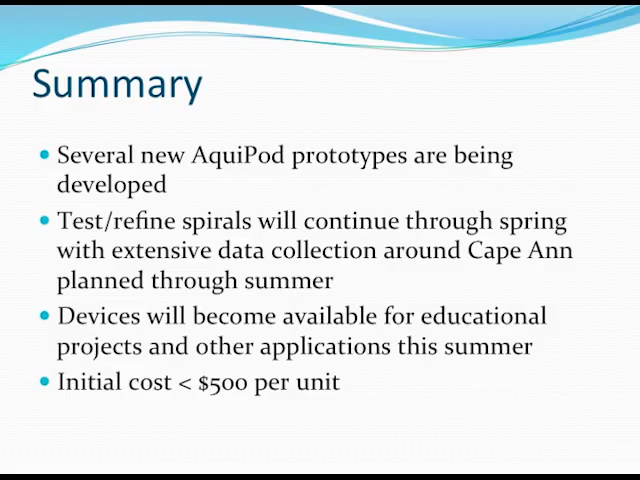 Summary
• Several new AquiPod prototypes are being
developed
• Test/refine spirals will continue through spring
with extensive data collection around Cape Ann
planned through summer
• Devices will become available for educational
projects and other applications this summer
• Initial cost < $500 per unit